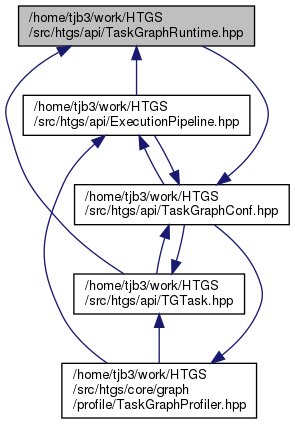 /home/tjb3/work/HTGS
/src/htgs/api/TaskGraphRuntime.hpp
/home/tjb3/work/HTGS
/src/htgs/api/ExecutionPipeline.hpp
/home/tjb3/work/HTGS
/src/htgs/api/TaskGraphConf.hpp
/home/tjb3/work/HTGS
/src/htgs/api/TGTask.hpp
/home/tjb3/work/HTGS
/src/htgs/core/graph
/profile/TaskGraphProfiler.hpp